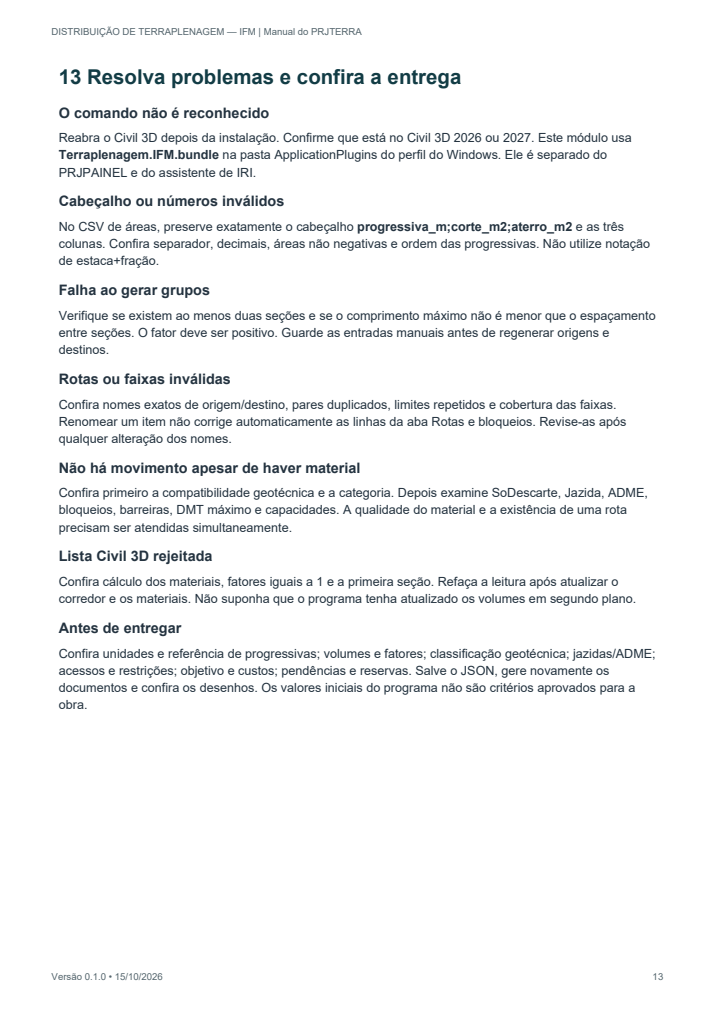 DISTRIBUIÇÃO DE TERRAPLENAGEM — IFM | Manual do PRJTERRA
13 Resolva problemas e confira a entrega
O comando não é reconhecido
Reabra o Civil 3D depois da instalação. Confirme que está no Civil 3D 2026 ou 2027. Este módulo usa
Terraplenagem.IFM.bundle na pasta ApplicationPlugins do perfil do Windows. Ele é separado do
PRJPAINEL e do assistente de IRI.
Cabeçalho ou números inválidos
No CSV de áreas, preserve exatamente o cabeçalho progressiva_m;corte_m2;aterro_m2 e as três
colunas. Confira separador, decimais, áreas não negativas e ordem das progressivas. Não utilize notação
de estaca+fração.
Falha ao gerar grupos
Verifique se existem ao menos duas seções e se o comprimento máximo não é menor que o espaçamento
entre seções. O fator deve ser positivo. Guarde as entradas manuais antes de regenerar origens e
destinos.
Rotas ou faixas inválidas
Confira nomes exatos de origem/destino, pares duplicados, limites repetidos e cobertura das faixas.
Renomear um item não corrige automaticamente as linhas da aba Rotas e bloqueios. Revise-as após
qualquer alteração dos nomes.
Não há movimento apesar de haver material
Confira primeiro a compatibilidade geotécnica e a categoria. Depois examine SoDescarte, Jazida, ADME,
bloqueios, barreiras, DMT máximo e capacidades. A qualidade do material e a existência de uma rota
precisam ser atendidas simultaneamente.
Lista Civil 3D rejeitada
Confira cálculo dos materiais, fatores iguais a 1 e a primeira seção. Refaça a leitura após atualizar o
corredor e os materiais. Não suponha que o programa tenha atualizado os volumes em segundo plano.
Antes de entregar
Confira unidades e referência de progressivas; volumes e fatores; classificação geotécnica; jazidas/ADME;
acessos e restrições; objetivo e custos; pendências e reservas. Salve o JSON, gere novamente os
documentos e confira os desenhos. Os valores iniciais do programa não são critérios aprovados para a
obra.
Versão 0.1.0 • 15/10/2026
13